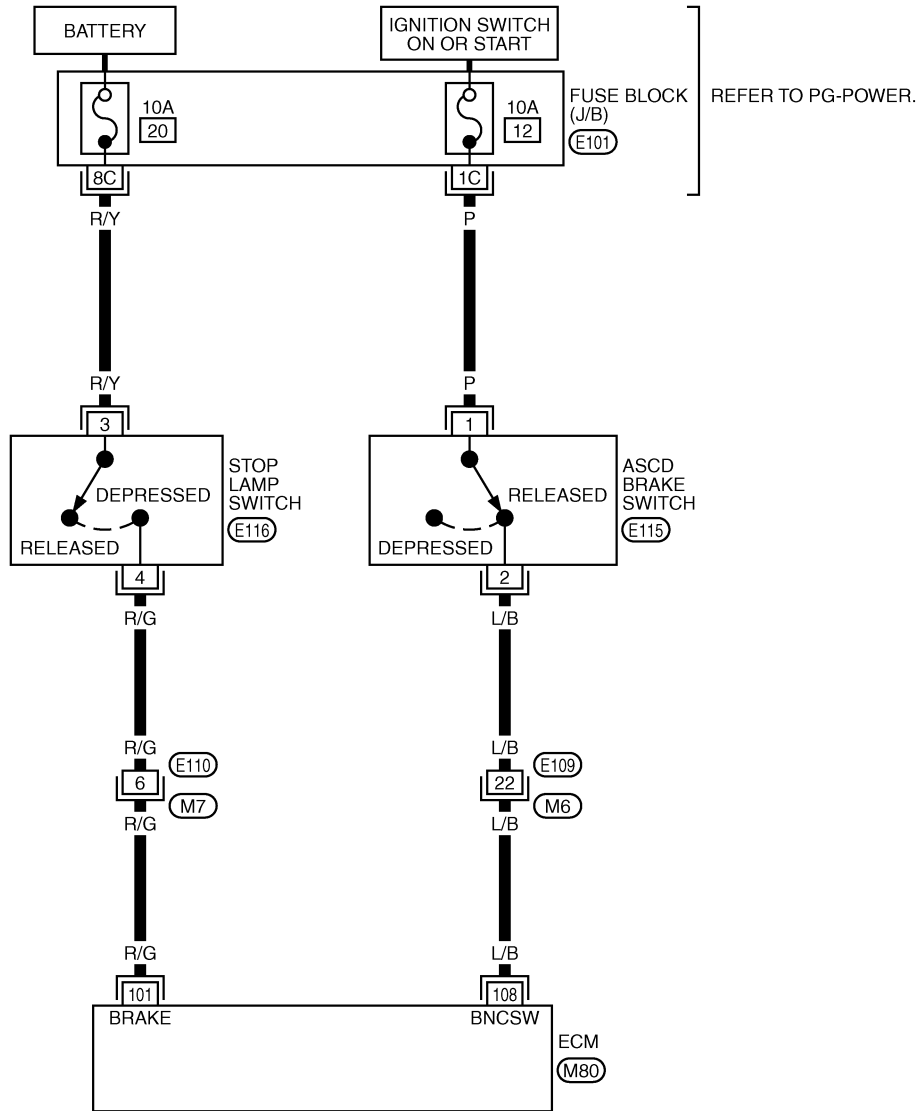 BATTERY
IGNITION SWITCH
ON OR START
10A
20
10A
12
FUSE BLOCK
(J/B)
E101
REFER TO PG-POWER.
8C
1C
R/Y
P
R/Y
P
3
1
DEPRESSED
RELEASED
STOP
LAMP
SWITCH
E116
RELEASED
DEPRESSED
ASCD
BRAKE
SWITCH
E115
4
2
R/G
L/B
R/G
L/B
6
E110
M7
22
E109
M6
R/G
L/B
R/G
L/B
101
108
BRAKE
BNCSW
ECM
M80